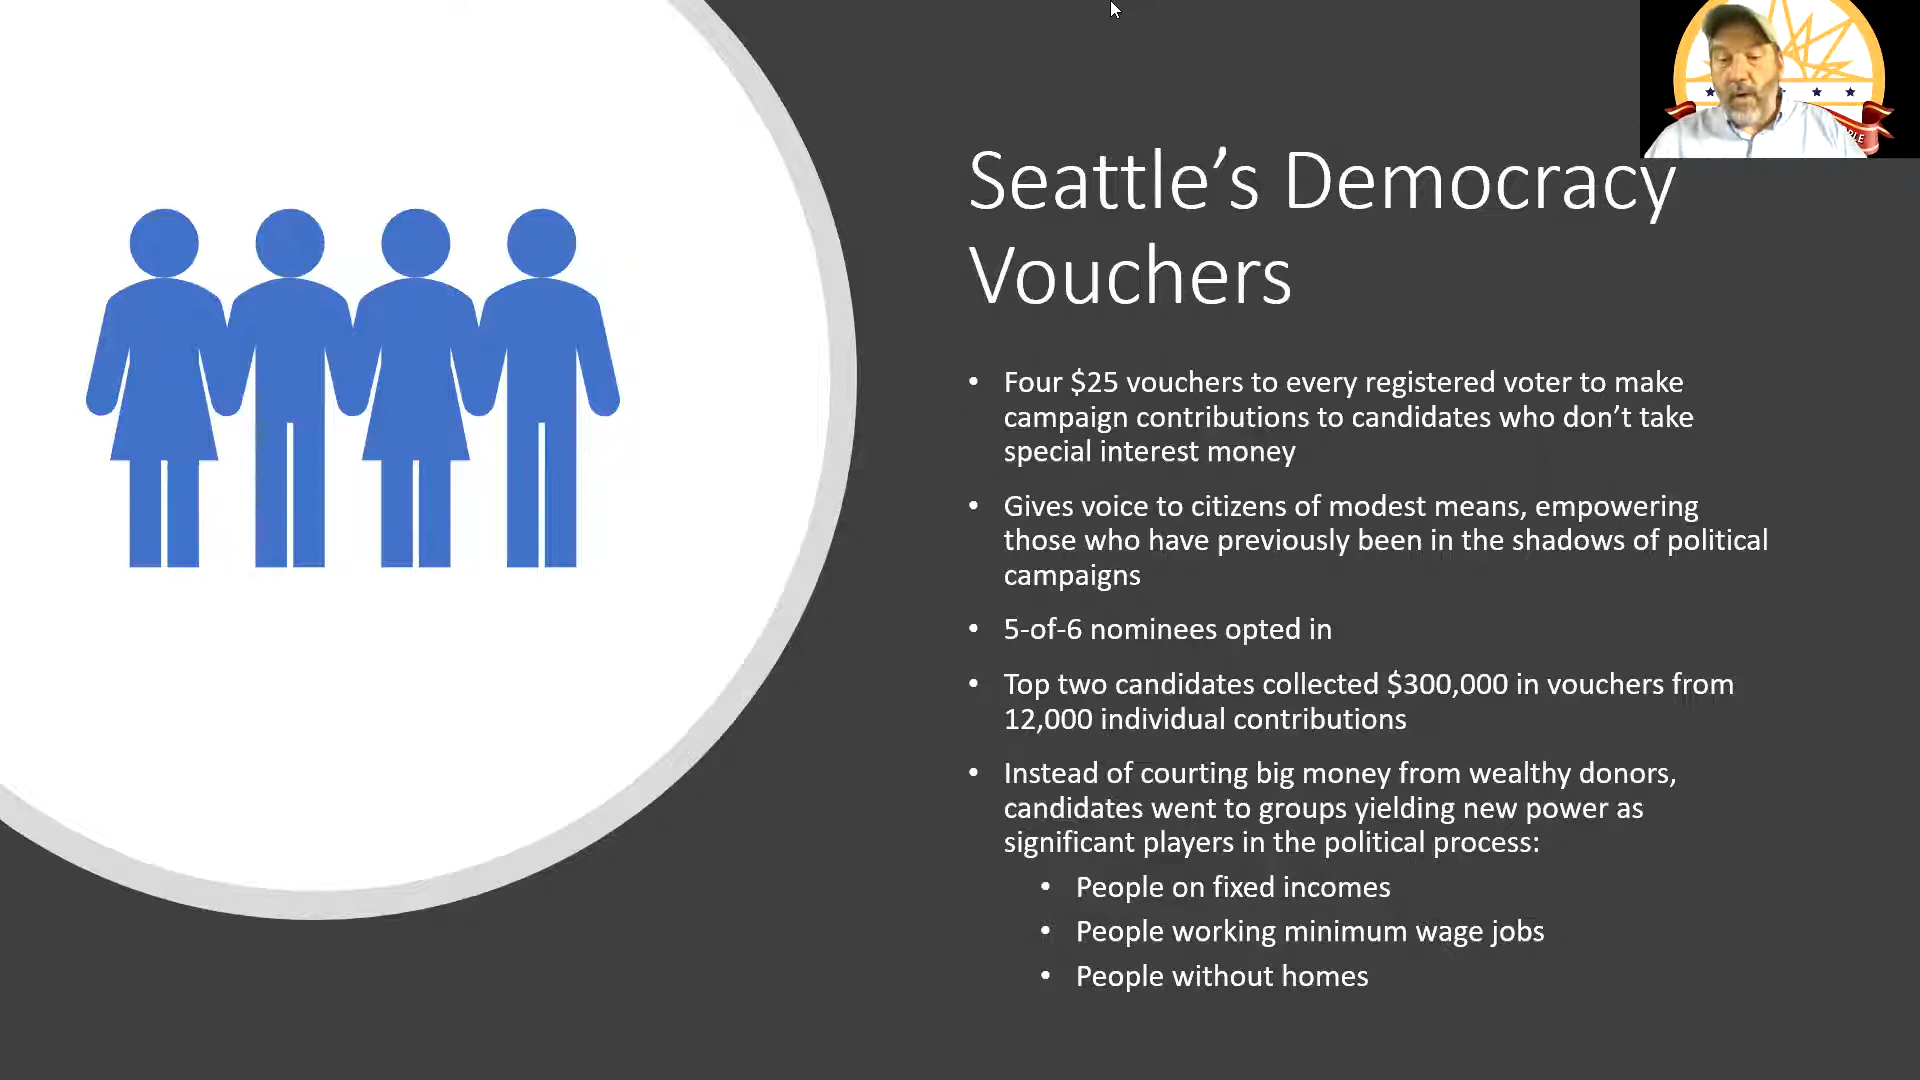 Seattle’s Democracy
Vouchers
• Four $25 vouchers to every registered voter to make
campaign contributions to candidates who don’t take
special interest money
• Gives voice to citizens of modest means, empowering
those who have previously been in the shadows of political
campaigns
• 5-of-6 nominees opted in
• Top two candidates collected $300,000 in vouchers from
12,000 individual contributions
• Instead of courting big money from wealthy donors,
candidates went to groups yielding new power as
significant players in the political process:
• People on fixed incomes
• People working minimum wage jobs
• People without homes